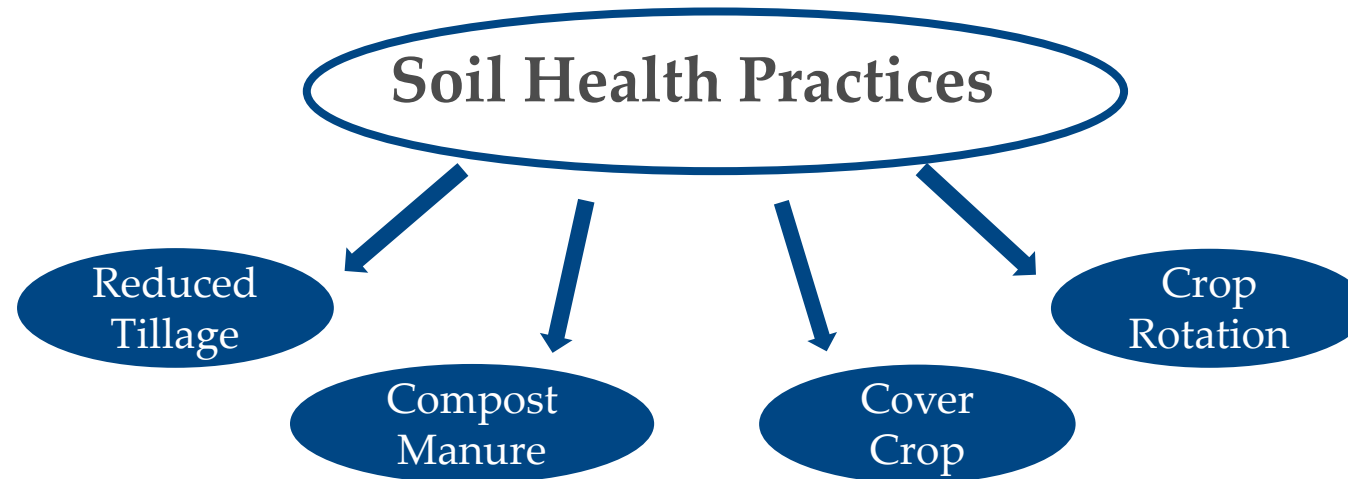 Soil Health Practices
Reduced
Tillage
Compost
Manure
Cover
Crop
Crop
Rotation